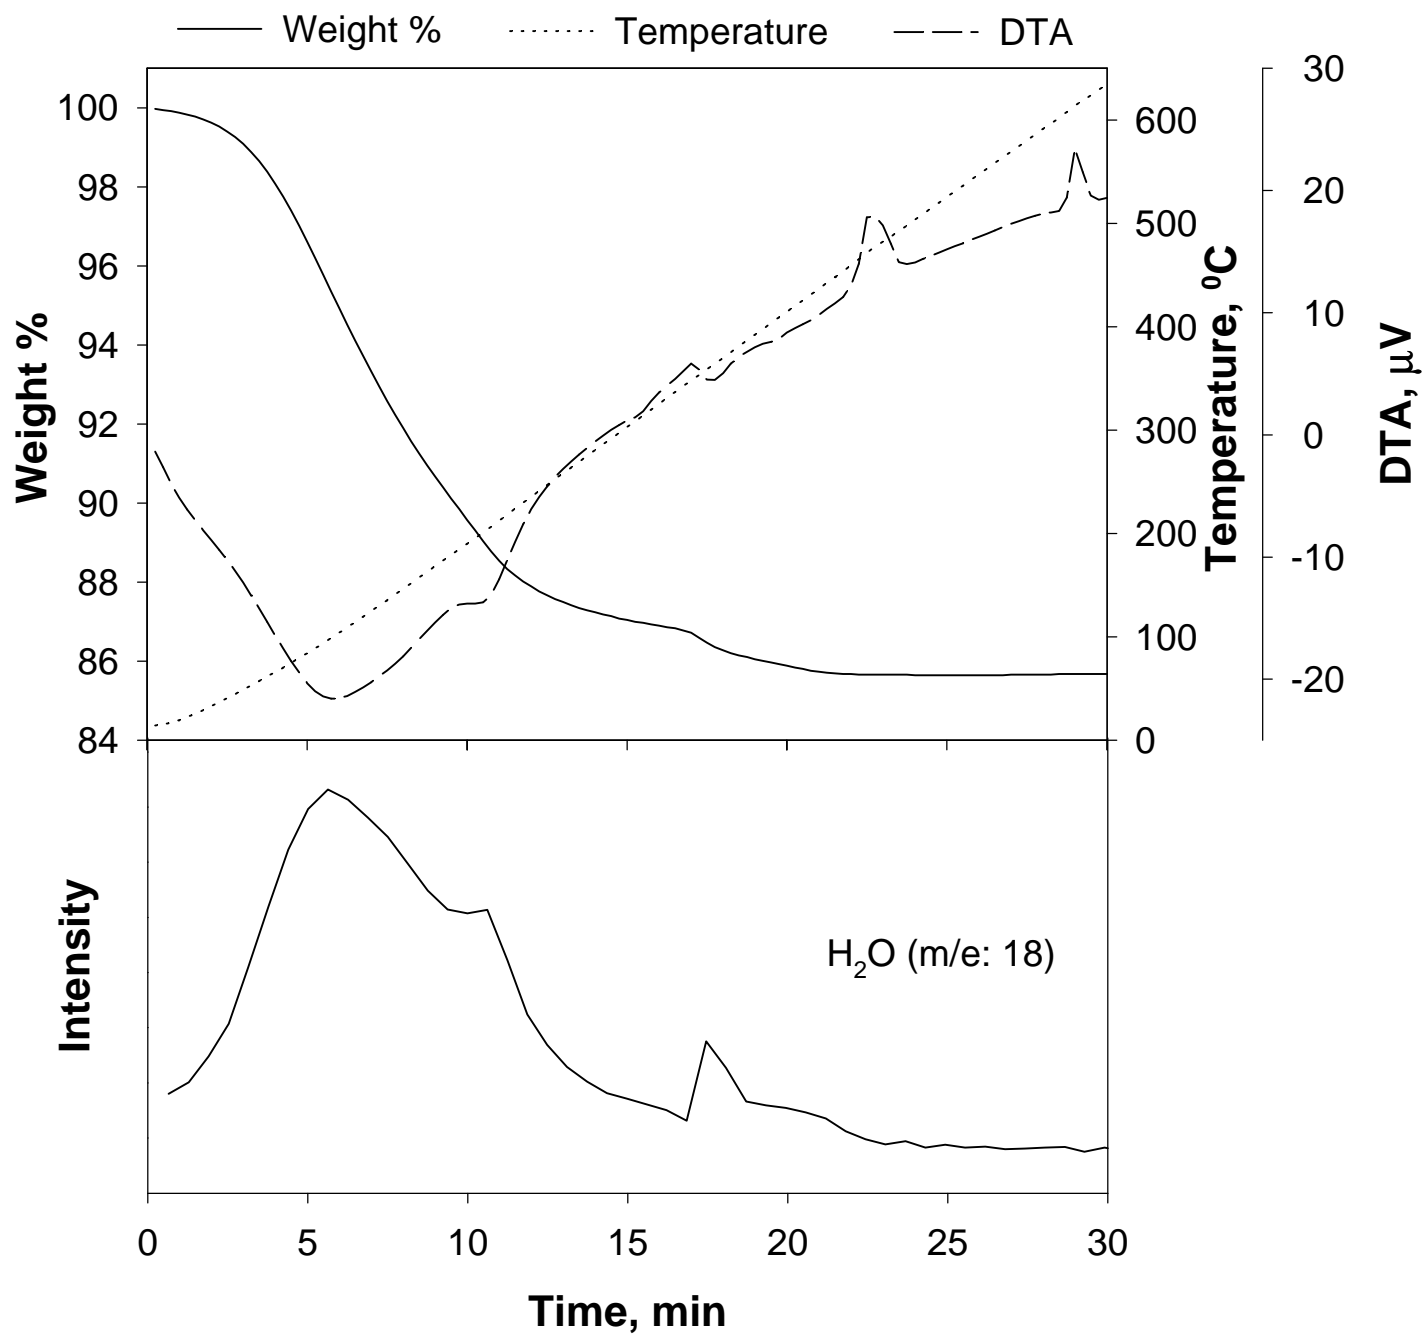 Weight % Temperature DTA
100
98
96
94
92
90
88
86
84
Weight %
600
500
400
300
200
100
0
Temperature, ⁰C
30
20
10
0
-10
-20
DTA, μV
Intensity
H₂O (m/e: 18)
0 5 10 15 20 25 30
Time, min